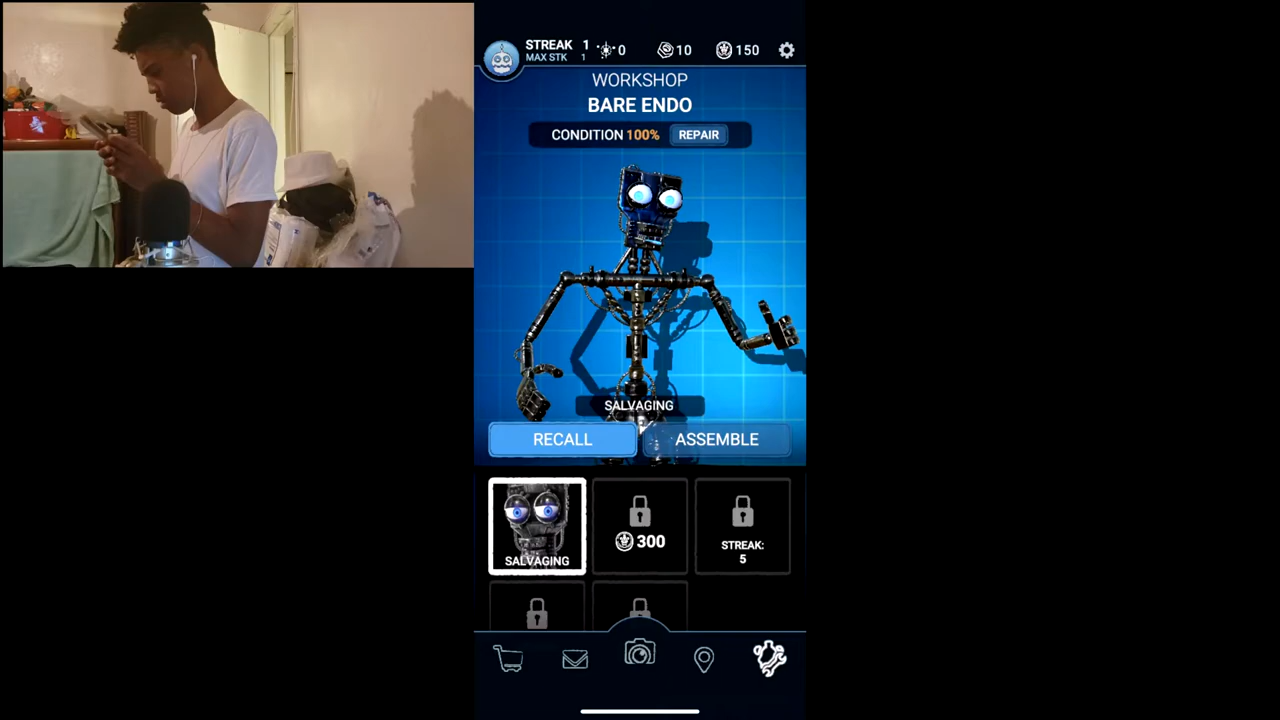 STREAK 1 0 10 150
MAX STK 1
WORKSHOP
BARE ENDO
CONDITION 100% REPAIR
SALVAGING
RECALL ASSEMBLE
SALVAGING
300
STREAK:
5